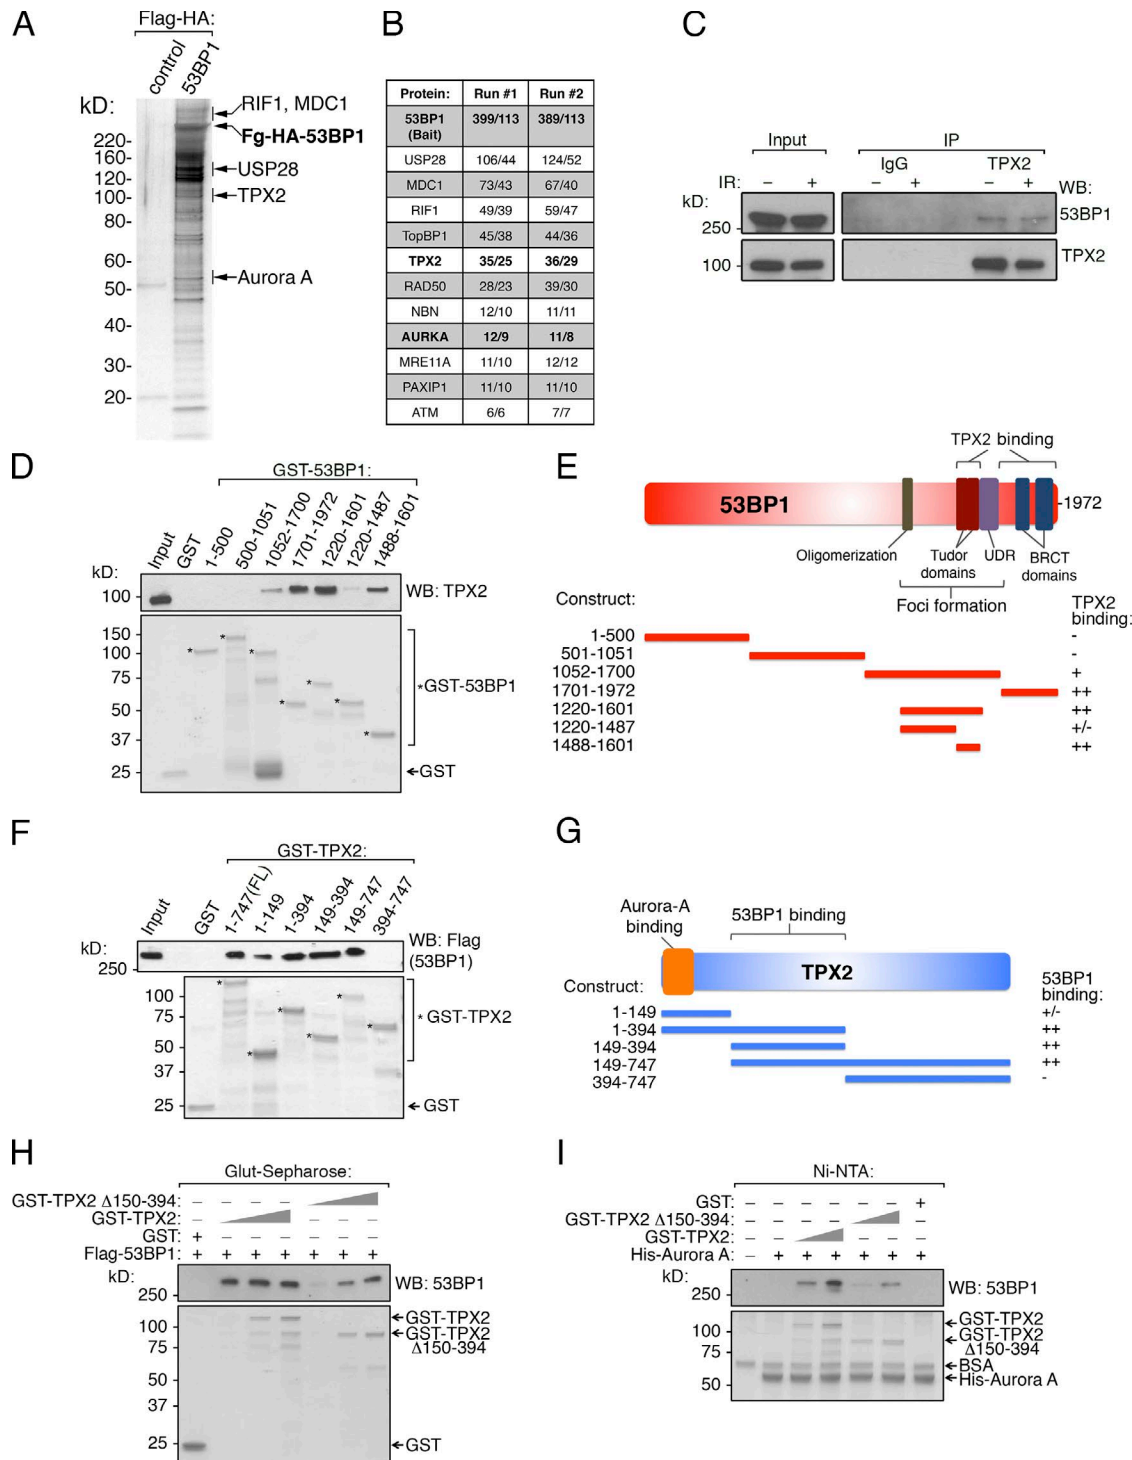 A
Flag-HA:
control
53BP1
kD:
220-
160-
120-
100-
80-
60-
50-
40-
30-
20-
RIF1, MDC1
Fg-HA-53BP1
USP28
TPX2
Aurora A
B
Protein: Run #1 Run #2
53BP1 (Bait) 399/113 389/113
USP28 106/44 124/52
MDC1 73/43 67/40
RIF1 49/39 59/47
TopBP1 45/38 44/36
TPX2 35/25 36/29
RAD50 28/23 39/30
NBN 12/10 11/11
AURKA 12/9 11/8
MRE11A 11/10 12/12
PAXIP1 11/10 11/10
ATM 6/6 7/7
C
Input IP
IgG TPX2
IR: − + − + − + WB:
kD:
250 -
53BP1
100 -
TPX2
D
GST-53BP1:
Input
GST
1-500
500-1051
1052-1700
1701-1972
1220-1601
1220-1487
1488-1601
kD:
100 -
WB: TPX2
150 -
100 -
75 -
50 -
37 -
25 -
*GST-53BP1
GST
E
TPX2 binding
53BP1
-1972
Oligomerization
Tudor domains
UDR
BRCT domains
Foci formation
Construct:
TPX2 binding:
1-500 -
501-1051 -
1052-1700 +
1701-1972 ++
1220-1601 ++
1220-1487 +/-
1488-1601 ++
F
GST-TPX2:
Input
GST
1-747(FL)
1-149
1-394
149-394
149-747
394-747
kD:
250 -
WB: Flag (53BP1)
100 -
75 -
50 -
37 -
25 -
* GST-TPX2
GST
G
Aurora-A binding
53BP1 binding
TPX2
Construct:
53BP1 binding:
1-149 +/-
1-394 ++
149-394 ++
149-747 ++
394-747 -
H
Glut-Sepharose:
GST-TPX2 Δ150-394: − − − −
GST-TPX2: − − − −
GST: + − − − − − −
Flag-53BP1: + + + + + + +
kD:
250 -
WB: 53BP1
100 -
75 -
50 -
37 -
25 -
GST-TPX2
GST-TPX2 Δ150-394
GST
I
Ni-NTA:
GST: − − − − − − +
GST-TPX2 Δ150-394: − − − − −
GST-TPX2: − − − − −
His-Aurora A: − + + + + + +
kD:
250 -
WB: 53BP1
100 -
75 -
50 -
GST-TPX2
GST-TPX2 Δ150-394
BSA
His-Aurora A